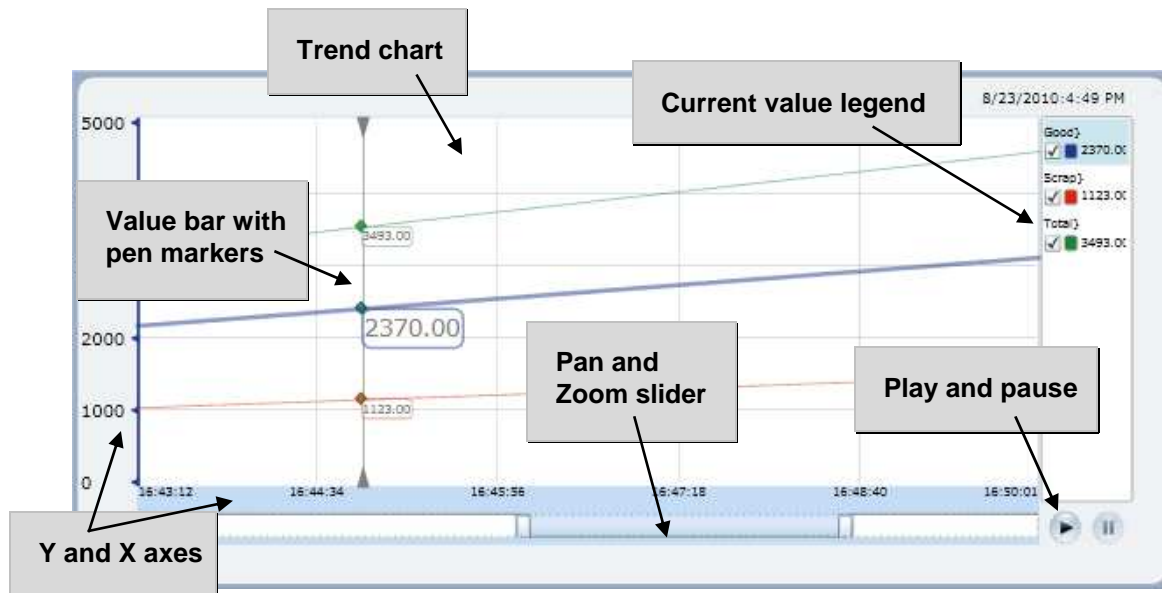 Trend chart
Current value legend
8/23/2010:4:49 PM
5000
Good}
2370.0
Scrap}
1123.00
Total}
3493.0
Value bar with
pen markers
3493.00
2370.00
2000
Pan and
Zoom slider
Play and pause
1000
1123.00
0
16:43:12
16:44:34
16:45:56
16:47:18
16:48:40
16:50:01
Y and X axes